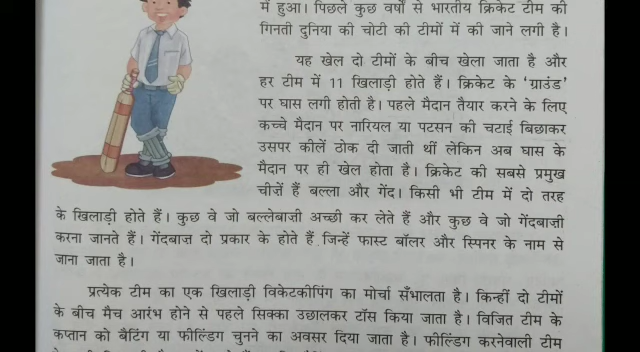 में हुआ। पिछले कुछ वर्षों से भारतीय क्रिकेट टीम की
गिनती दुनिया की चोटी की टीमों में की जाने लगी है।
यह खेल दो टीमों के बीच खेला जाता है और
हर टीम में 11 खिलाड़ी होते हैं। क्रिकेट के ‘ग्राउंड’
पर घास लगी होती है। पहले मैदान तैयार करने के लिए
कच्चे मैदान पर नारियल या पटसन की चटाई बिछाकर
उसपर कीलें ठोक दी जाती थीं लेकिन अब घास के
मैदान पर ही खेल होता है। क्रिकेट की सबसे प्रमुख
चीज़ें हैं बल्ला और गेंद। किसी भी टीम में दो तरह
के खिलाड़ी होते हैं। कुछ वे जो बल्लेबाज़ी अच्छी कर लेते हैं और कुछ वे जो गेंदबाज़ी
करना जानते हैं। गेंदबाज़ दो प्रकार के होते हैं जिन्हें फास्ट बॉलर और स्पिनर के नाम से
जाना जाता है।
प्रत्येक टीम का एक खिलाड़ी विकेटकीपिंग का मोर्चा सँभालता है। किन्हीं दो टीमों
के बीच मैच आरंभ होने से पहले सिक्का उछालकर टॉस किया जाता है। विजित टीम के
कप्तान को बैटिंग या फील्डिंग चुनने का अवसर दिया जाता है। फील्डिंग करनेवाली टीम